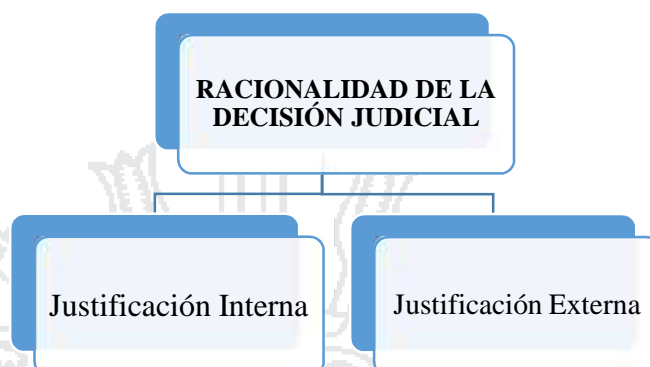 RACIONALIDAD DE LA
DECISIÓN JUDICIAL
Justificación Interna
Justificación Externa